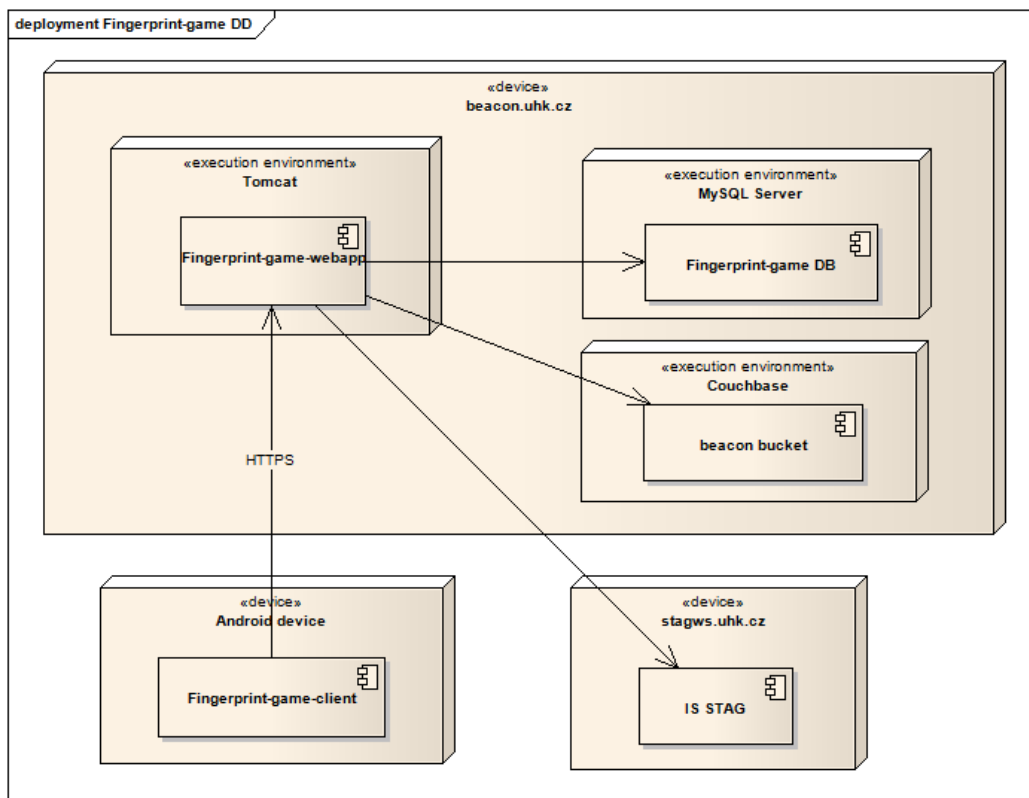 deployment Fingerprint-game DD
«device»
beacon.uhk.cz
«execution environment»
Tomcat
Fingerprint-game-webapp
«execution environment»
MySQL Server
Fingerprint-game DB
«execution environment»
Couchbase
beacon bucket
HTTPS
«device»
Android device
Fingerprint-game-client
«device»
stagws.uhk.cz
IS STAG